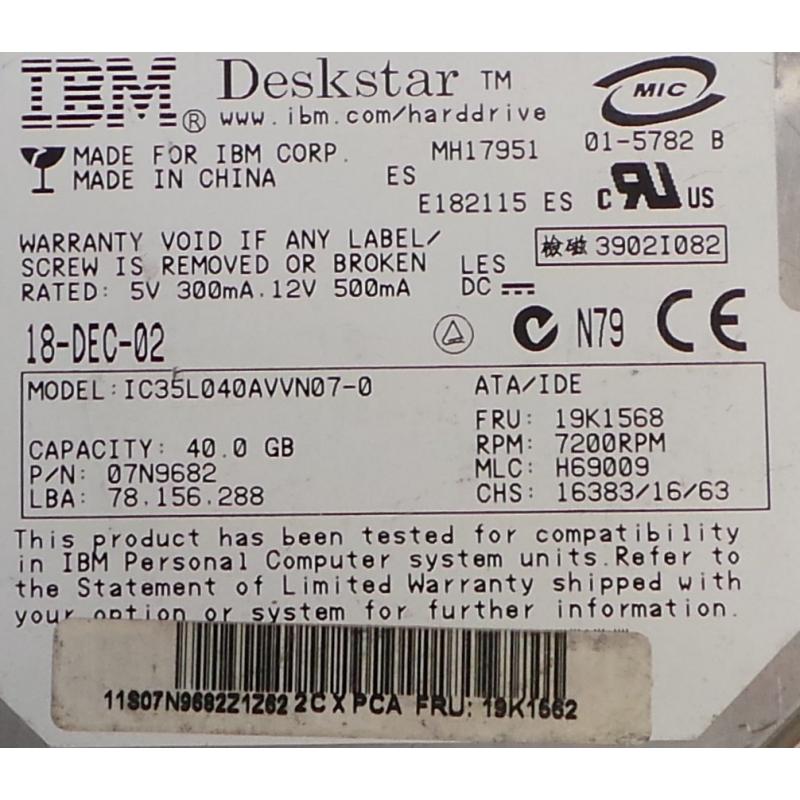 IBM® Deskstar ™
www.ibm.com/harddrive
MIC
01-5782 B
MADE FOR IBM CORP. MH17951
MADE IN CHINA ES
E182115 ES C US
WARRANTY VOID IF ANY LABEL/
SCREW IS REMOVED OR BROKEN LES
検磁 3902I082
RATED: 5V 300mA.12V 500mA DC
18-DEC-02 N79 CE
MODEL:IC35L040AVVN07-0 ATA/IDE
FRU: 19K1568
CAPACITY: 40.0 GB RPM: 7200RPM
P/N: 07N9682 MLC: H69009
LBA: 78.156.288 CHS: 16383/16/63
This product has been tested for compatibility
in IBM Personal Computer system units.Refer to
the Statement of Limited Warranty shipped with
your option or system for further information.
11S07N9682Z1Z62 2C X PCA FRU: 19K1562